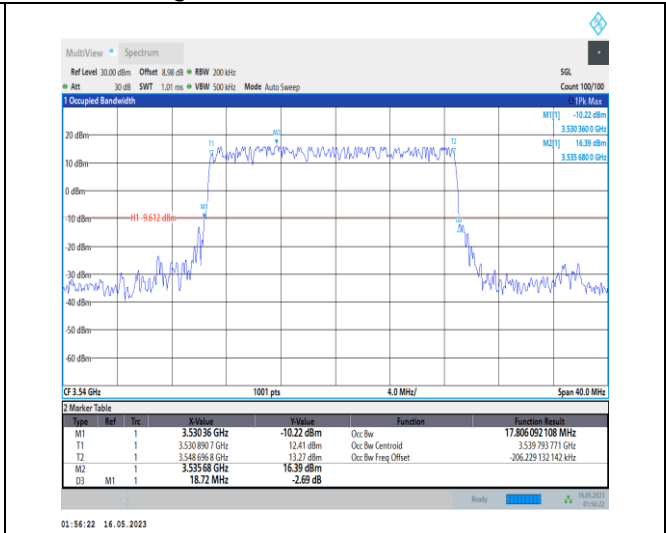 MultiView Spectrum
Ref Level 30.00 dBm Offset 8.98 dB RBW 200 kHz SGL
Att 30 dB SWT 1.01 ms VBW 500 kHz Mode Auto Sweep Count 100/100
1 Occupied Bandwidth 1Pk Max
M1[1] -10.22 dBm
3.530 360 0 GHz
M2[1] 16.39 dBm
3.535 680 0 GHz
20 dBm
T1
M2
T2
10 dBm
0 dBm
M1
-10 dBm
H1 -9.612 dBm
D3
-20 dBm
-30 dBm
-40 dBm
-50 dBm
-60 dBm
CF 3.54 GHz 1001 pts 4.0 MHz/ Span 40.0 MHz
2 Marker Table
Type Ref Trc X-Value Y-Value Function Function Result
M1 1 3.53036 GHz -10.22 dBm Occ Bw 17.806 092 108 MHz
T1 1 3.530 890 7 GHz 12.41 dBm Occ Bw Centroid 3.539 793 771 GHz
T2 1 3.548 696 8 GHz 13.27 dBm Occ Bw Freq Offset -206.229 132 142 kHz
M2 1 3.53568 GHz 16.39 dBm
D3 M1 1 18.72 MHz -2.69 dB
Ready 16.05.2023
01:56:22
01:56:22 16.05.2023